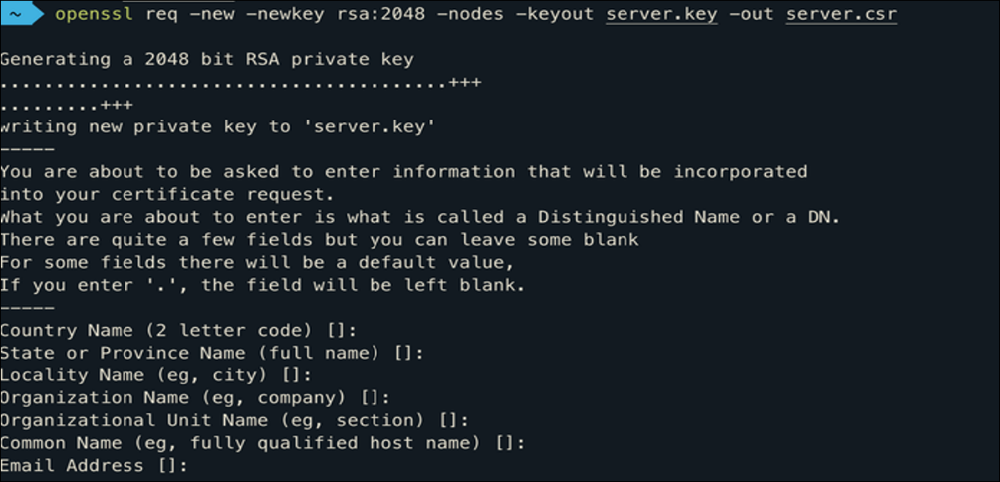 ~ openssl req -new -newkey rsa:2048 -nodes -keyout server.key -out server.csr
Generating a 2048 bit RSA private key
........................................+++
.........+++
writing new private key to 'server.key'
-----
You are about to be asked to enter information that will be incorporated
into your certificate request.
What you are about to enter is what is called a Distinguished Name or a DN.
There are quite a few fields but you can leave some blank
For some fields there will be a default value,
If you enter '.', the field will be left blank.
-----
Country Name (2 letter code) []:
State or Province Name (full name) []:
Locality Name (eg, city) []:
Organization Name (eg, company) []:
Organizational Unit Name (eg, section) []:
Common Name (eg, fully qualified host name) []:
Email Address []: